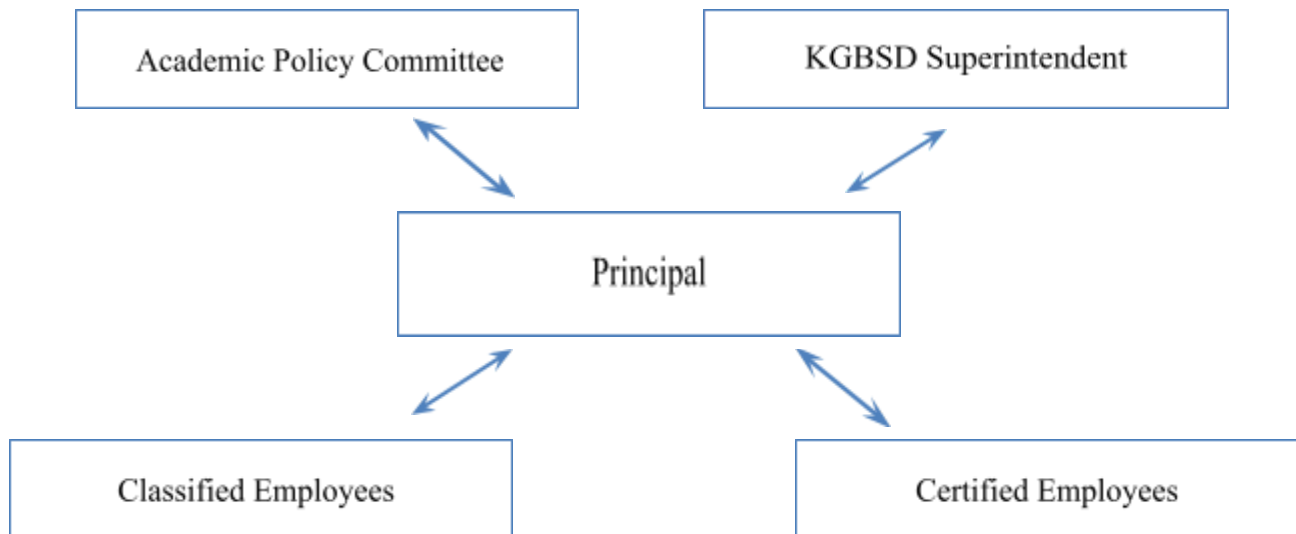 Academic Policy Committee
KGBSD Superintendent
Principal
Classified Employees
Certified Employees